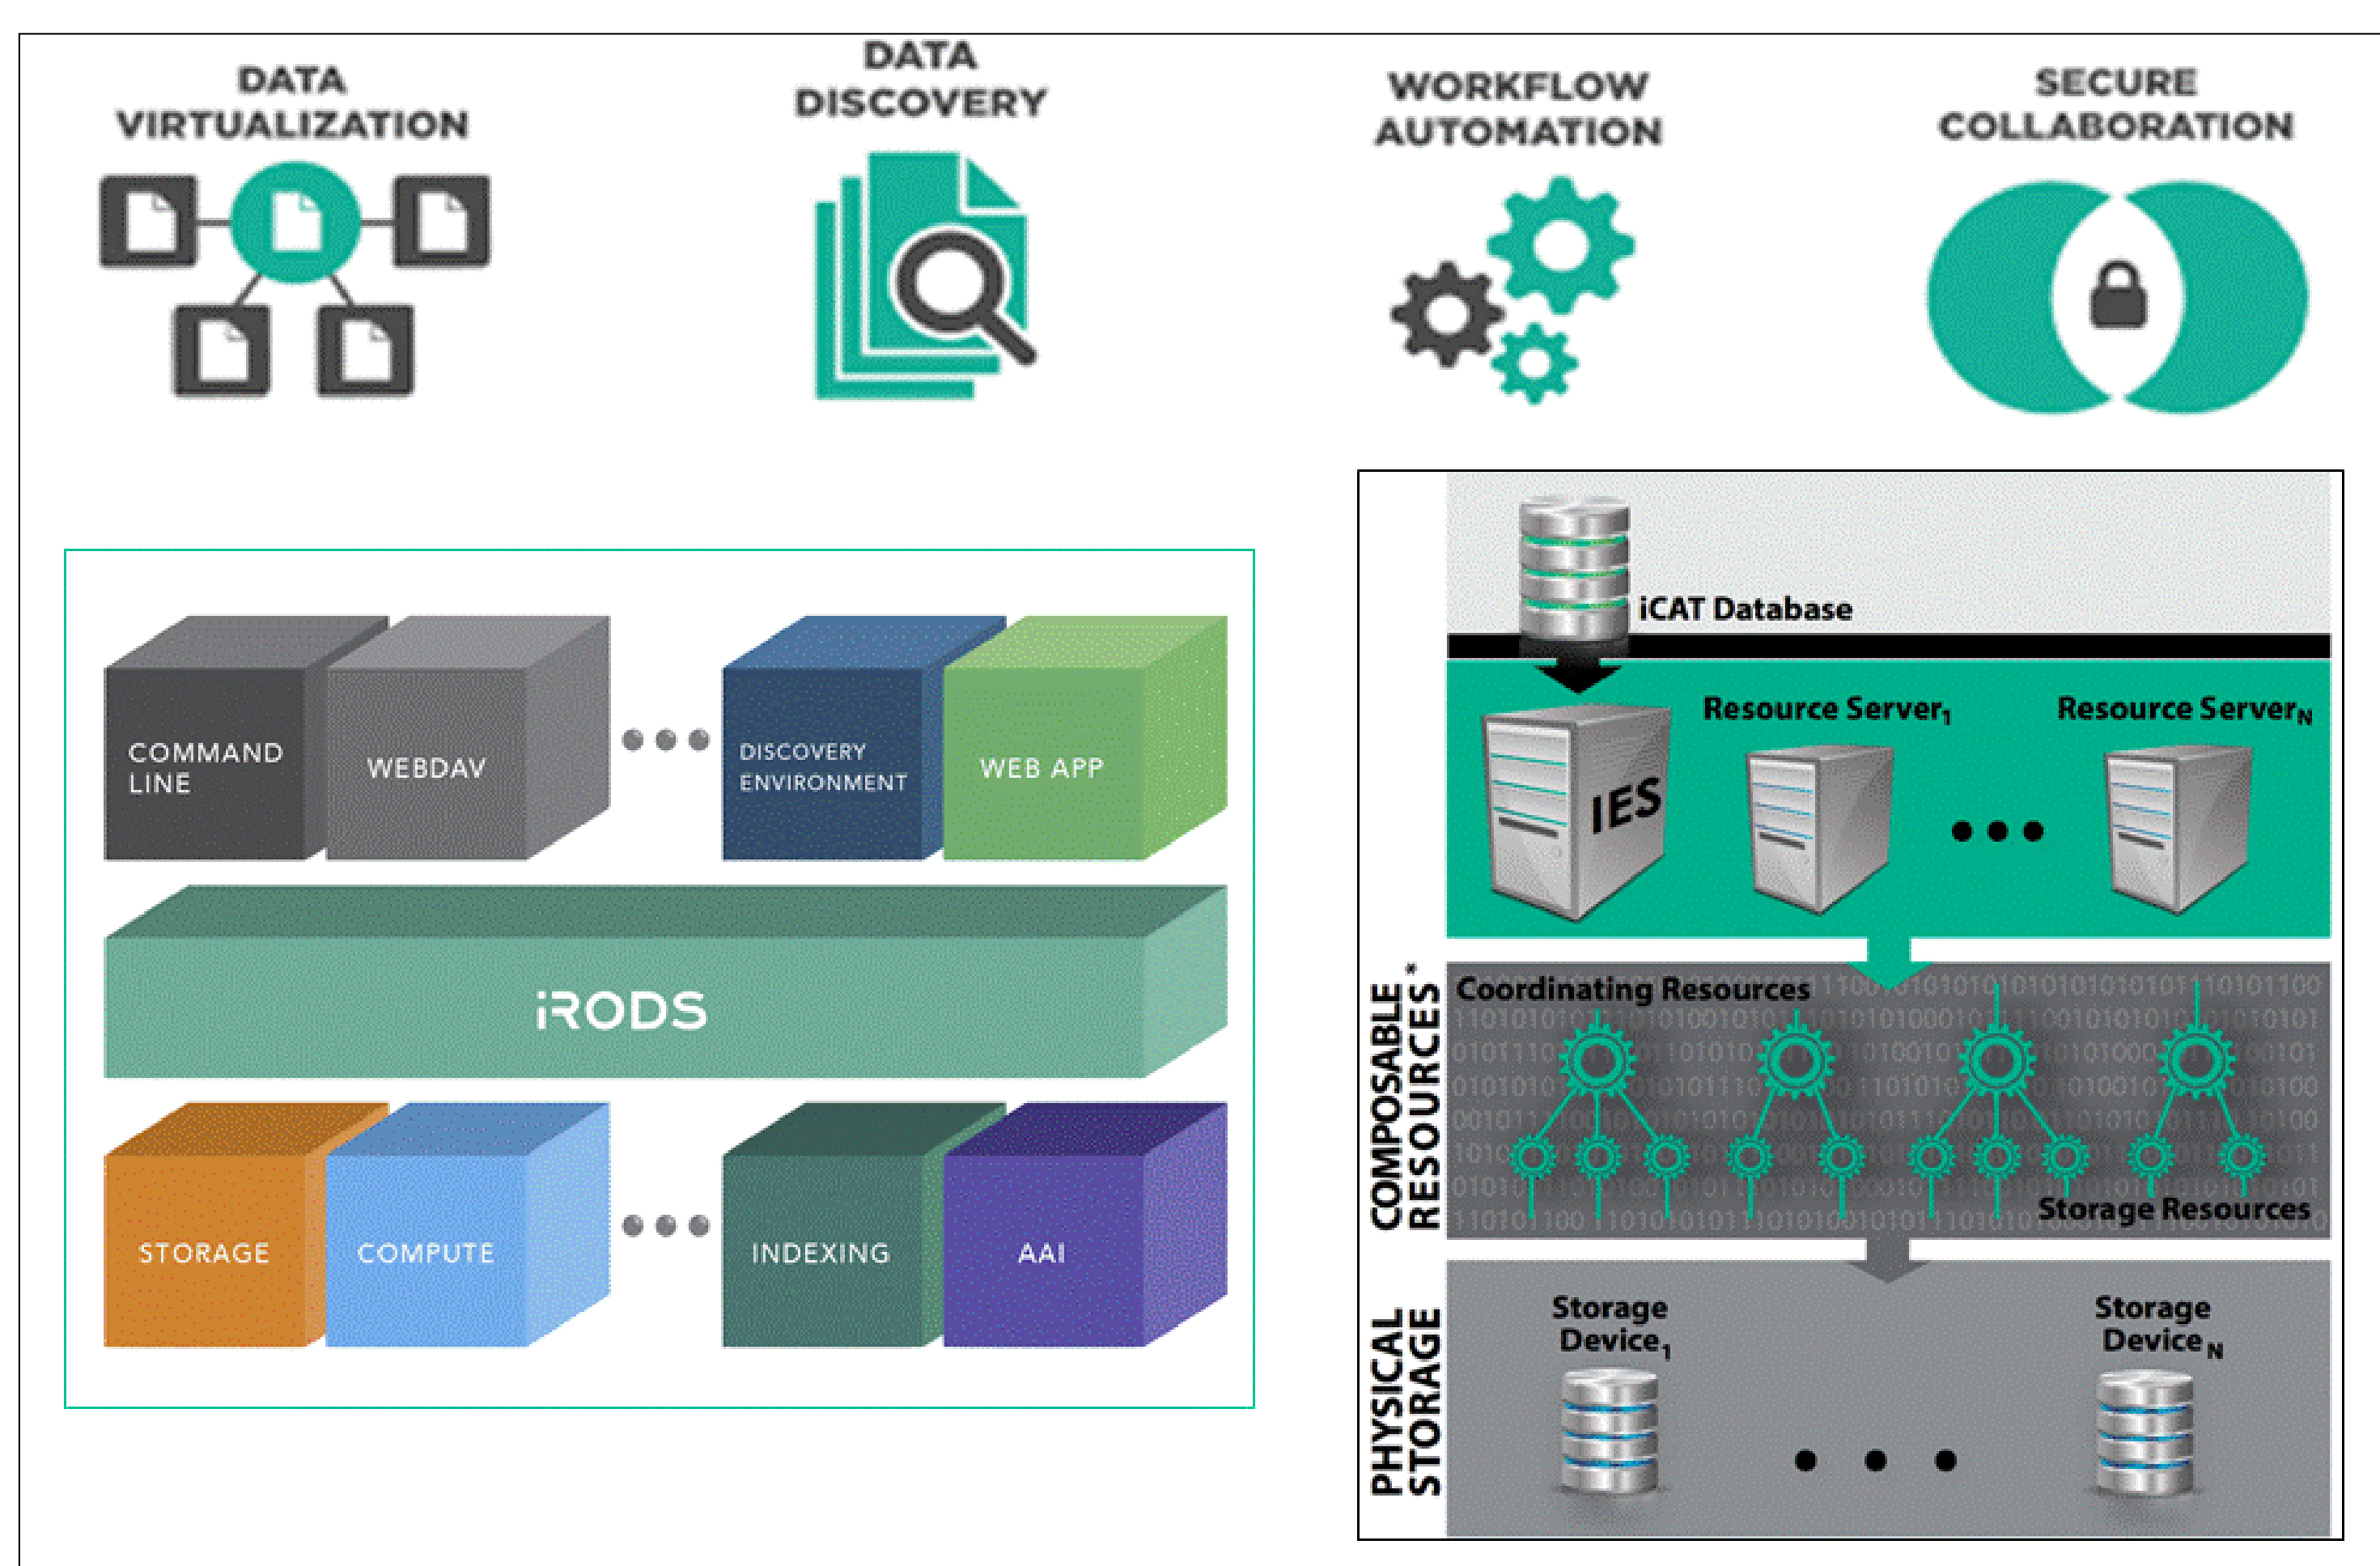 DATA
VIRTUALIZATION
DATA
DISCOVERY
WORKFLOW
AUTOMATION
SECURE
COLLABORATION
COMMAND
LINE
WEBDAV
DISCOVERY
ENVIRONMENT
WEB APP
iRODS
STORAGE
COMPUTE
INDEXING
AAI
iCAT Database
IES
Resource Server1
Resource ServerN
COMPOSABLE
RESOURCES*
Coordinating Resources
Storage Resources
PHYSICAL
STORAGE
Storage
Device1
Storage
DeviceN